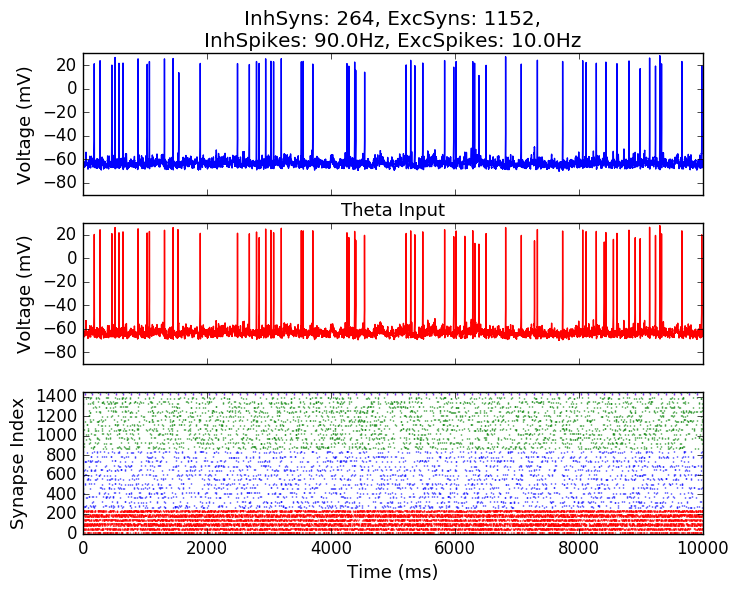 InhSyns: 264, ExcSyns: 1152,
InhSpikes: 90.0Hz, ExcSpikes: 10.0Hz
Voltage (mV)
20
0
−20
−40
−60
−80
Theta Input
Voltage (mV)
20
0
−20
−40
−60
−80
Synapse Index
1400
1200
1000
800
600
400
200
0
0 2000 4000 6000 8000 10000
Time (ms)